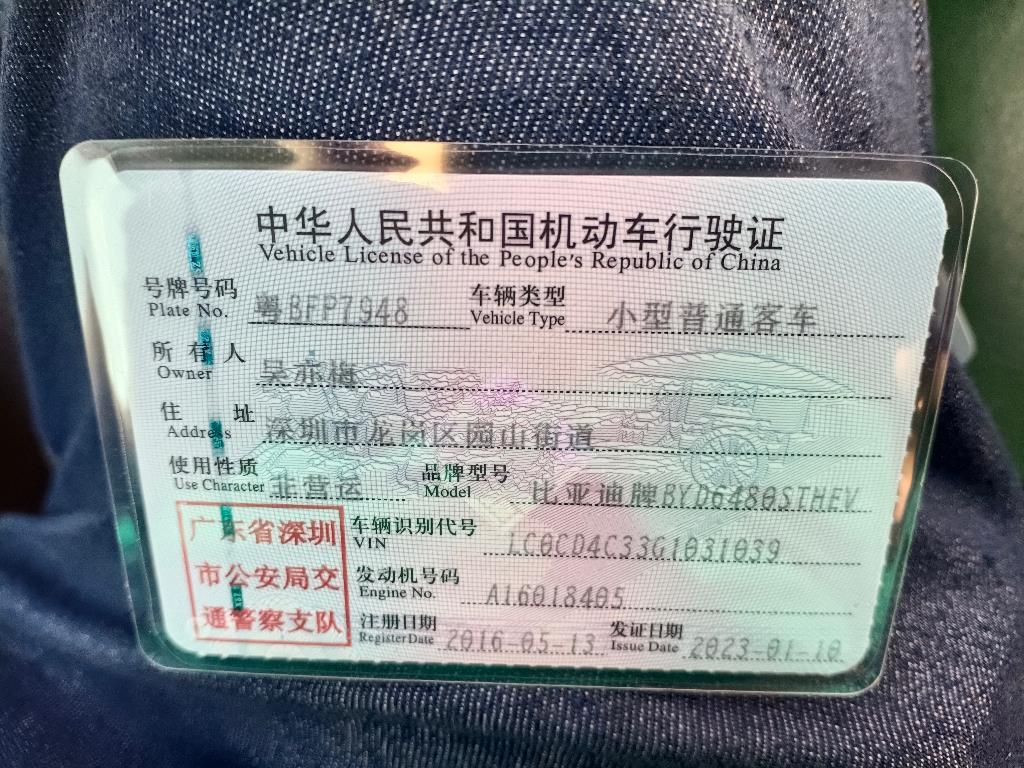 中华人民共和国机动车行驶证
Vehicle License of the People's Republic of China
号牌号码 粤BFP7948 车辆类型 小型普通客车
Plate No. Vehicle Type
所有人 吴亦梅
Owner
住址 深圳市龙岗区园山街道
Address
使用性质 非营运 品牌型号 比亚迪牌BYD6480STHEV
Use Character Model
广东省深圳
市公安局交
通警察支队
车辆识别代号 LC0CD4C33G1031039
VIN
发动机号码 A16018405
Engine No.
注册日期 2016-05-13 发证日期 2023-01-10
Register Date Issue Date